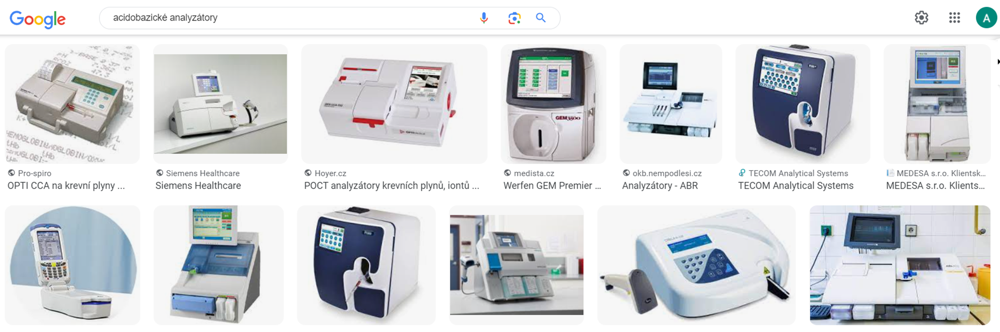 Google
acidobazické analyzátory
A
GEM3500
Pro-spiro
OPTI CCA na krevní plyny ...
Siemens Healthcare
Siemens Healthcare
Hoyer.cz
POCT analyzátory krevních plynů, iontů ...
medista.cz
Werfen GEM Premier ...
okb.nempodlesi.cz
Analyzátory - ABR
TECOM Analytical Systems
TECOM Analytical Systems
MEDESA s.r.o. Klientsk...
MEDESA s.r.o. Klients...